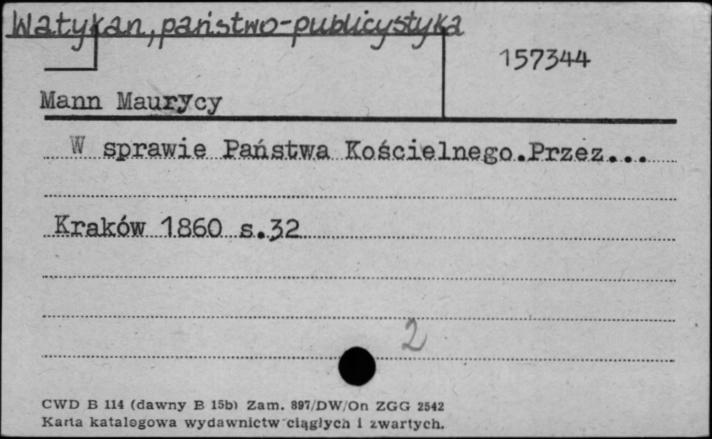 Watykan, państwo-publicystyka
157344
Mann Maurycy
W sprawie Państwa Kościelnego.Przez...
Kraków 1860 s.32
2
CWD B 114 (dawny B 15b) Zam. 897/DW/On ZGG 2542
Karta katalogowa wydawnictw ciągłych i zwartych.